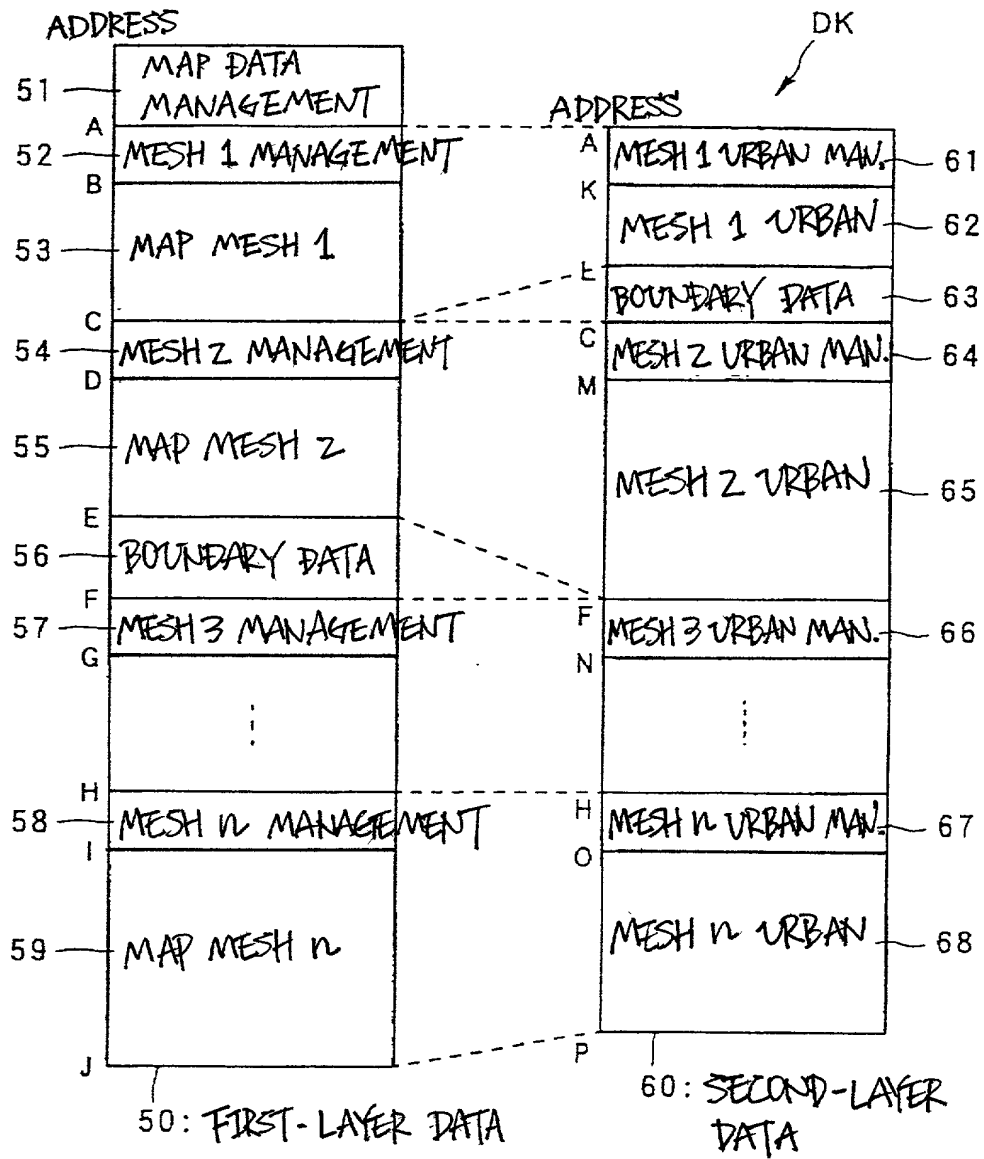 ADDRESS
DK
51
MAP DATA
MANAGEMENT
A
52
MESH 1 MANAGEMENT
B
53
MAP MESH 1
C
54
MESH 2 MANAGEMENT
D
55
MAP MESH 2
E
56
BOUNDARY DATA
F
57
MESH 3 MANAGEMENT
G
H
58
MESH n MANAGEMENT
I
59
MAP MESH n
J
50: FIRST-LAYER DATA
ADDRESS
A
MESH 1 URBAN MAN.
61
K
MESH 1 URBAN
62
L
BOUNDARY DATA
63
C
MESH 2 URBAN MAN.
64
M
MESH 2 URBAN
65
F
MESH 3 URBAN MAN.
66
N
H
MESH n URBAN MAN.
67
O
MESH n URBAN
68
P
60: SECOND-LAYER
DATA